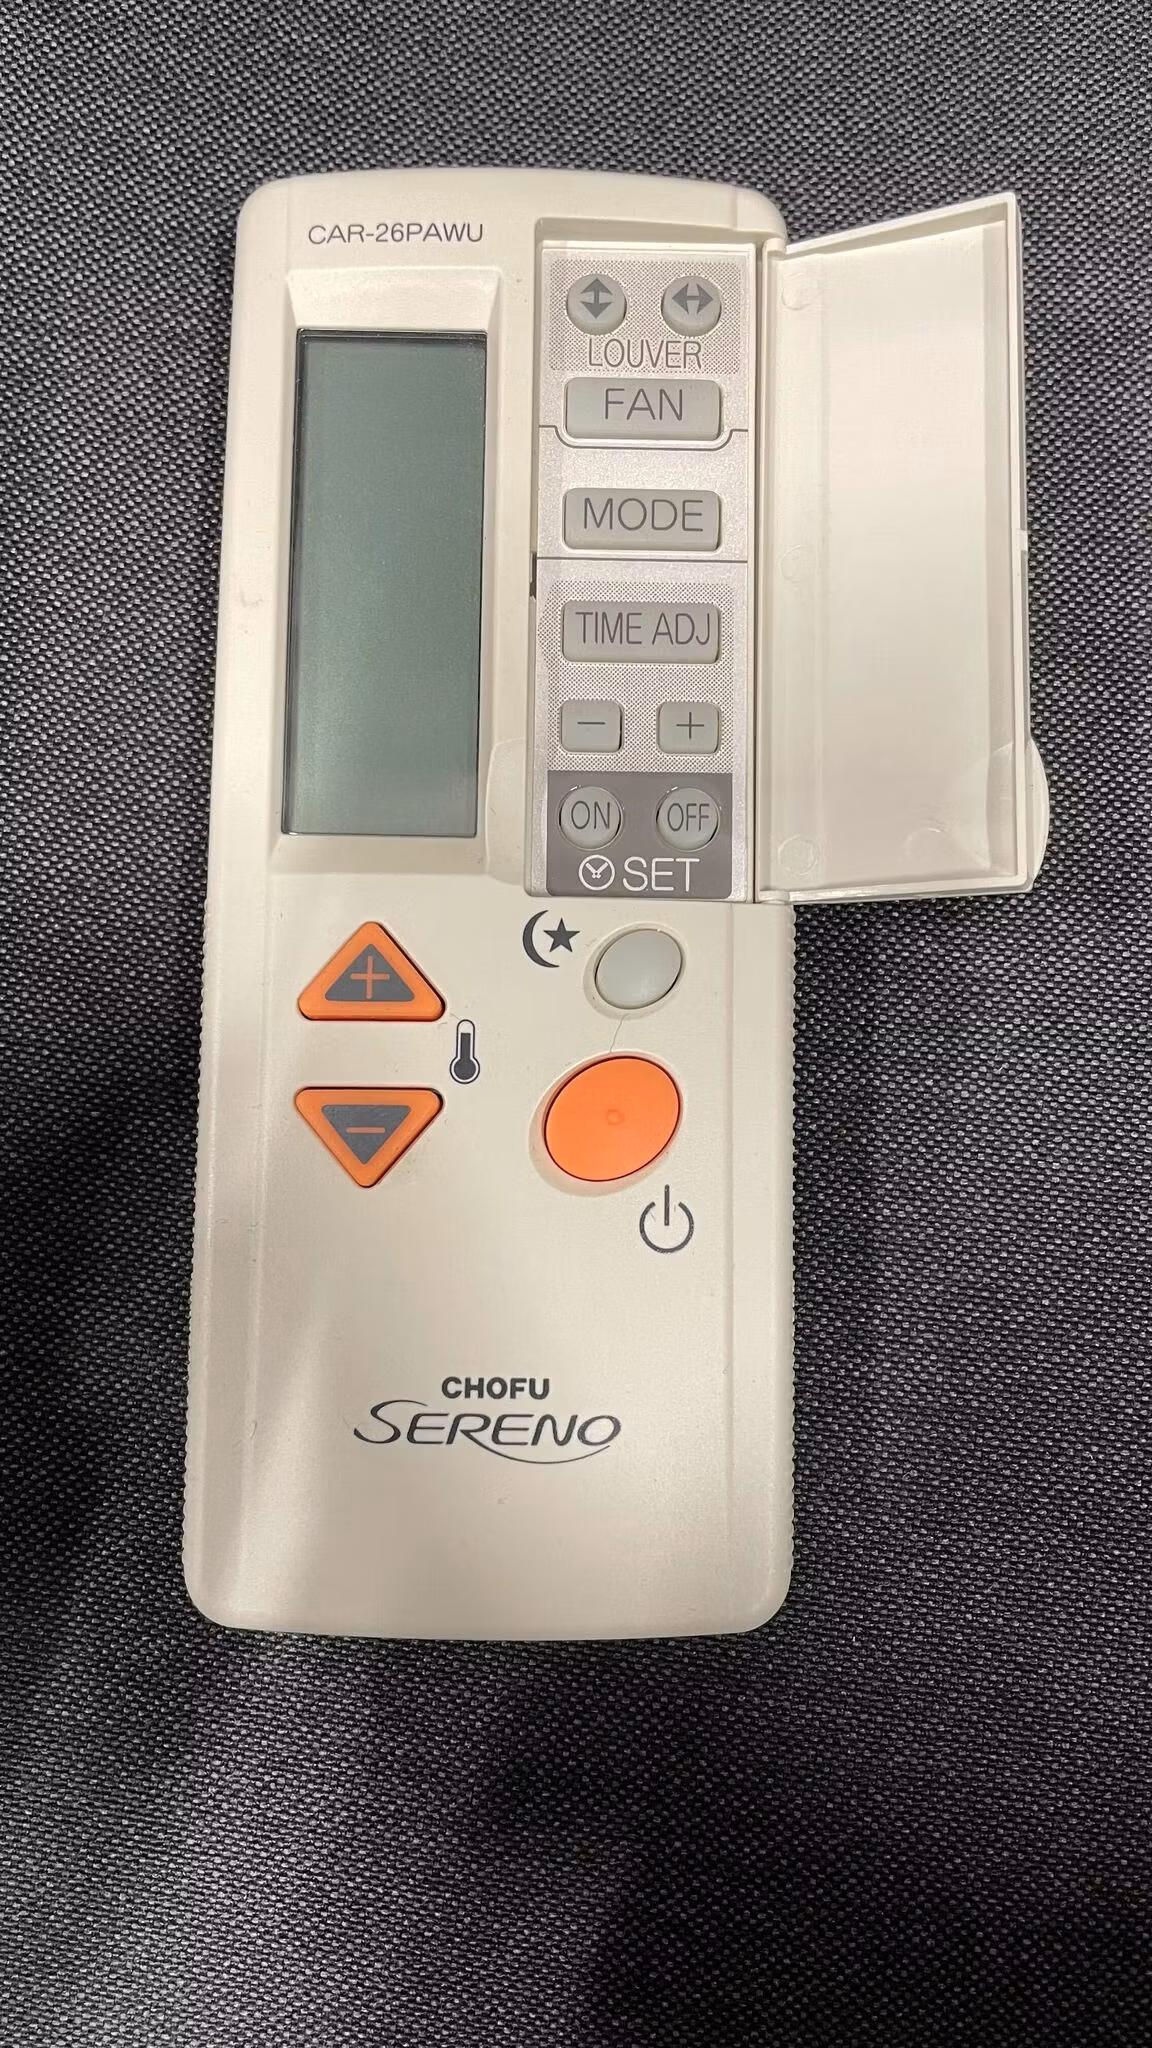 CAR-26PAWU
LOUVER
FAN
MODE
TIME ADJ
− +
ON OFF
SET
+
−
CHOFU
SERENO